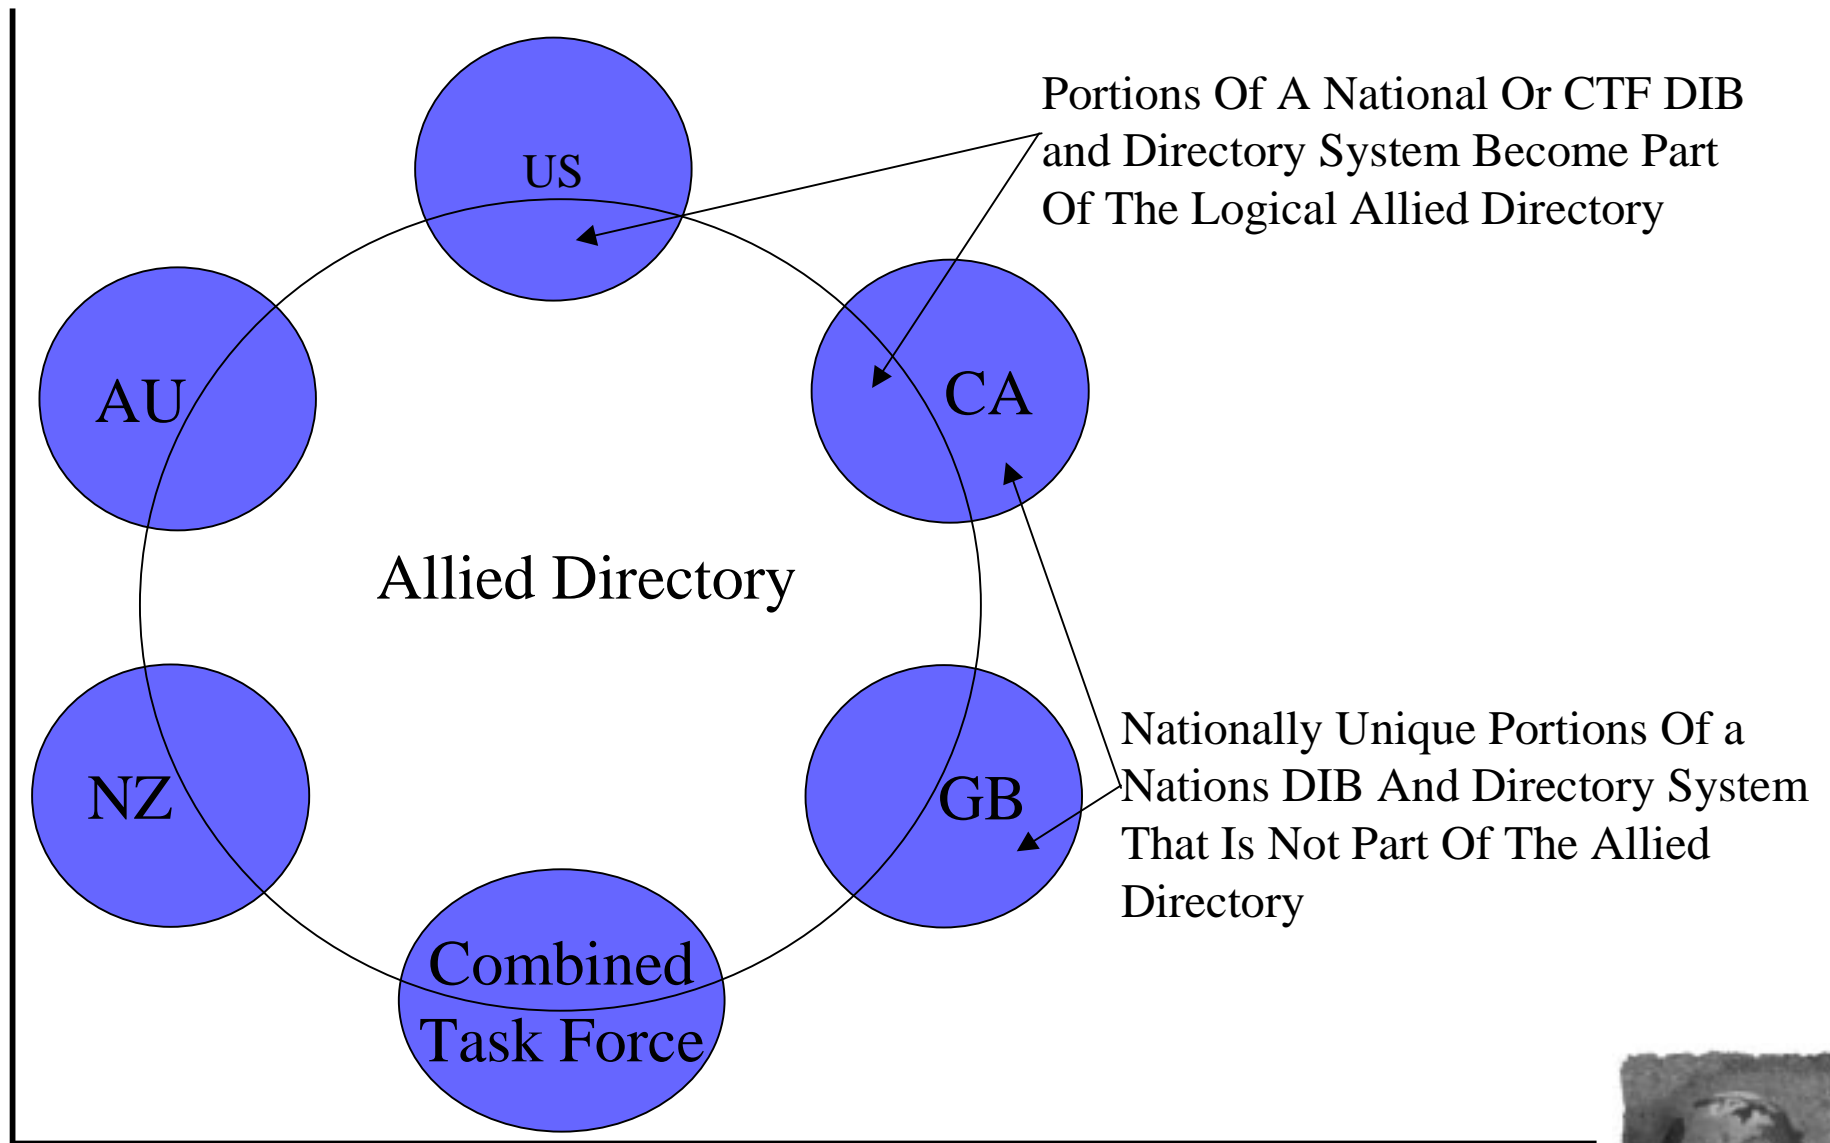 US
Portions Of A National Or CTF DIB
and Directory System Become Part
Of The Logical Allied Directory
AU
CA
Allied Directory
NZ
GB
Nationally Unique Portions Of a
Nations DIB And Directory System
That Is Not Part Of The Allied
Directory
Combined
Task Force